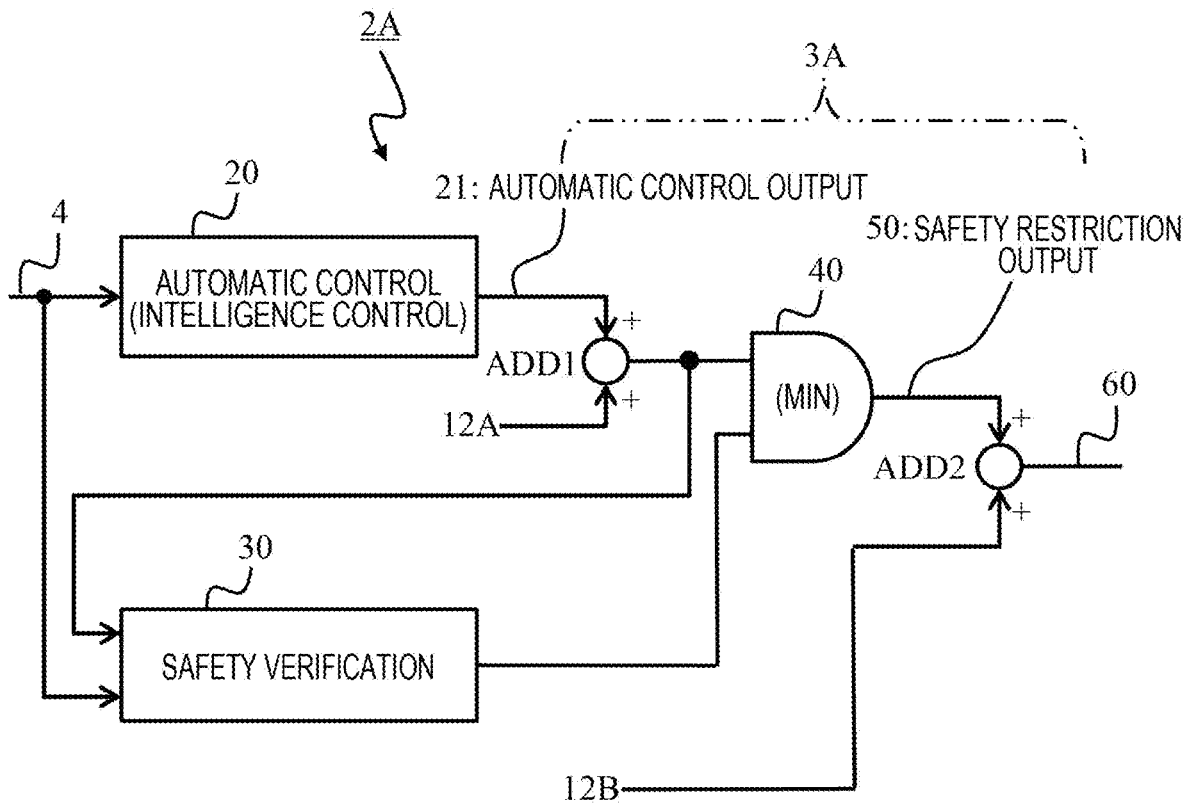 2A
3A
20
21: AUTOMATIC CONTROL OUTPUT
4
50: SAFETY RESTRICTION
OUTPUT
AUTOMATIC CONTROL
(INTELLIGENCE CONTROL)
40
+
ADD1
(MIN)
+
12A
60
+
ADD2
+
30
SAFETY VERIFICATION
12B